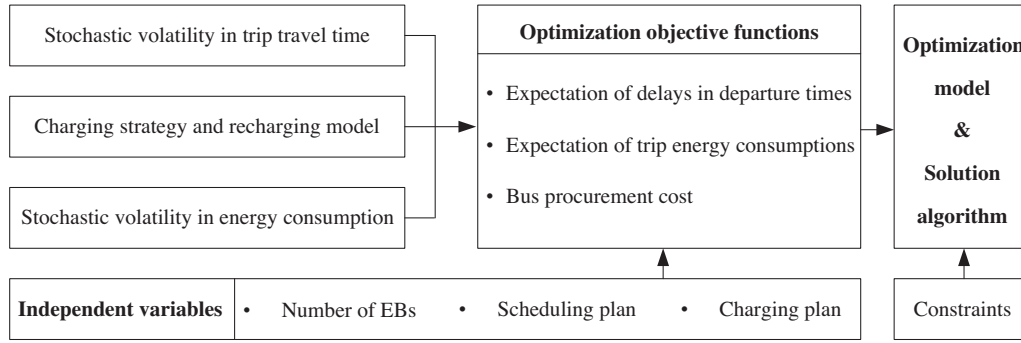 Stochastic volatility in trip travel time
Charging strategy and recharging model
Stochastic volatility in energy consumption
Optimization objective functions
• Expectation of delays in departure times
• Expectation of trip energy consumptions
• Bus procurement cost
Optimization
model
&
Solution
algorithm
Independent variables • Number of EBs • Scheduling plan • Charging plan
Constraints